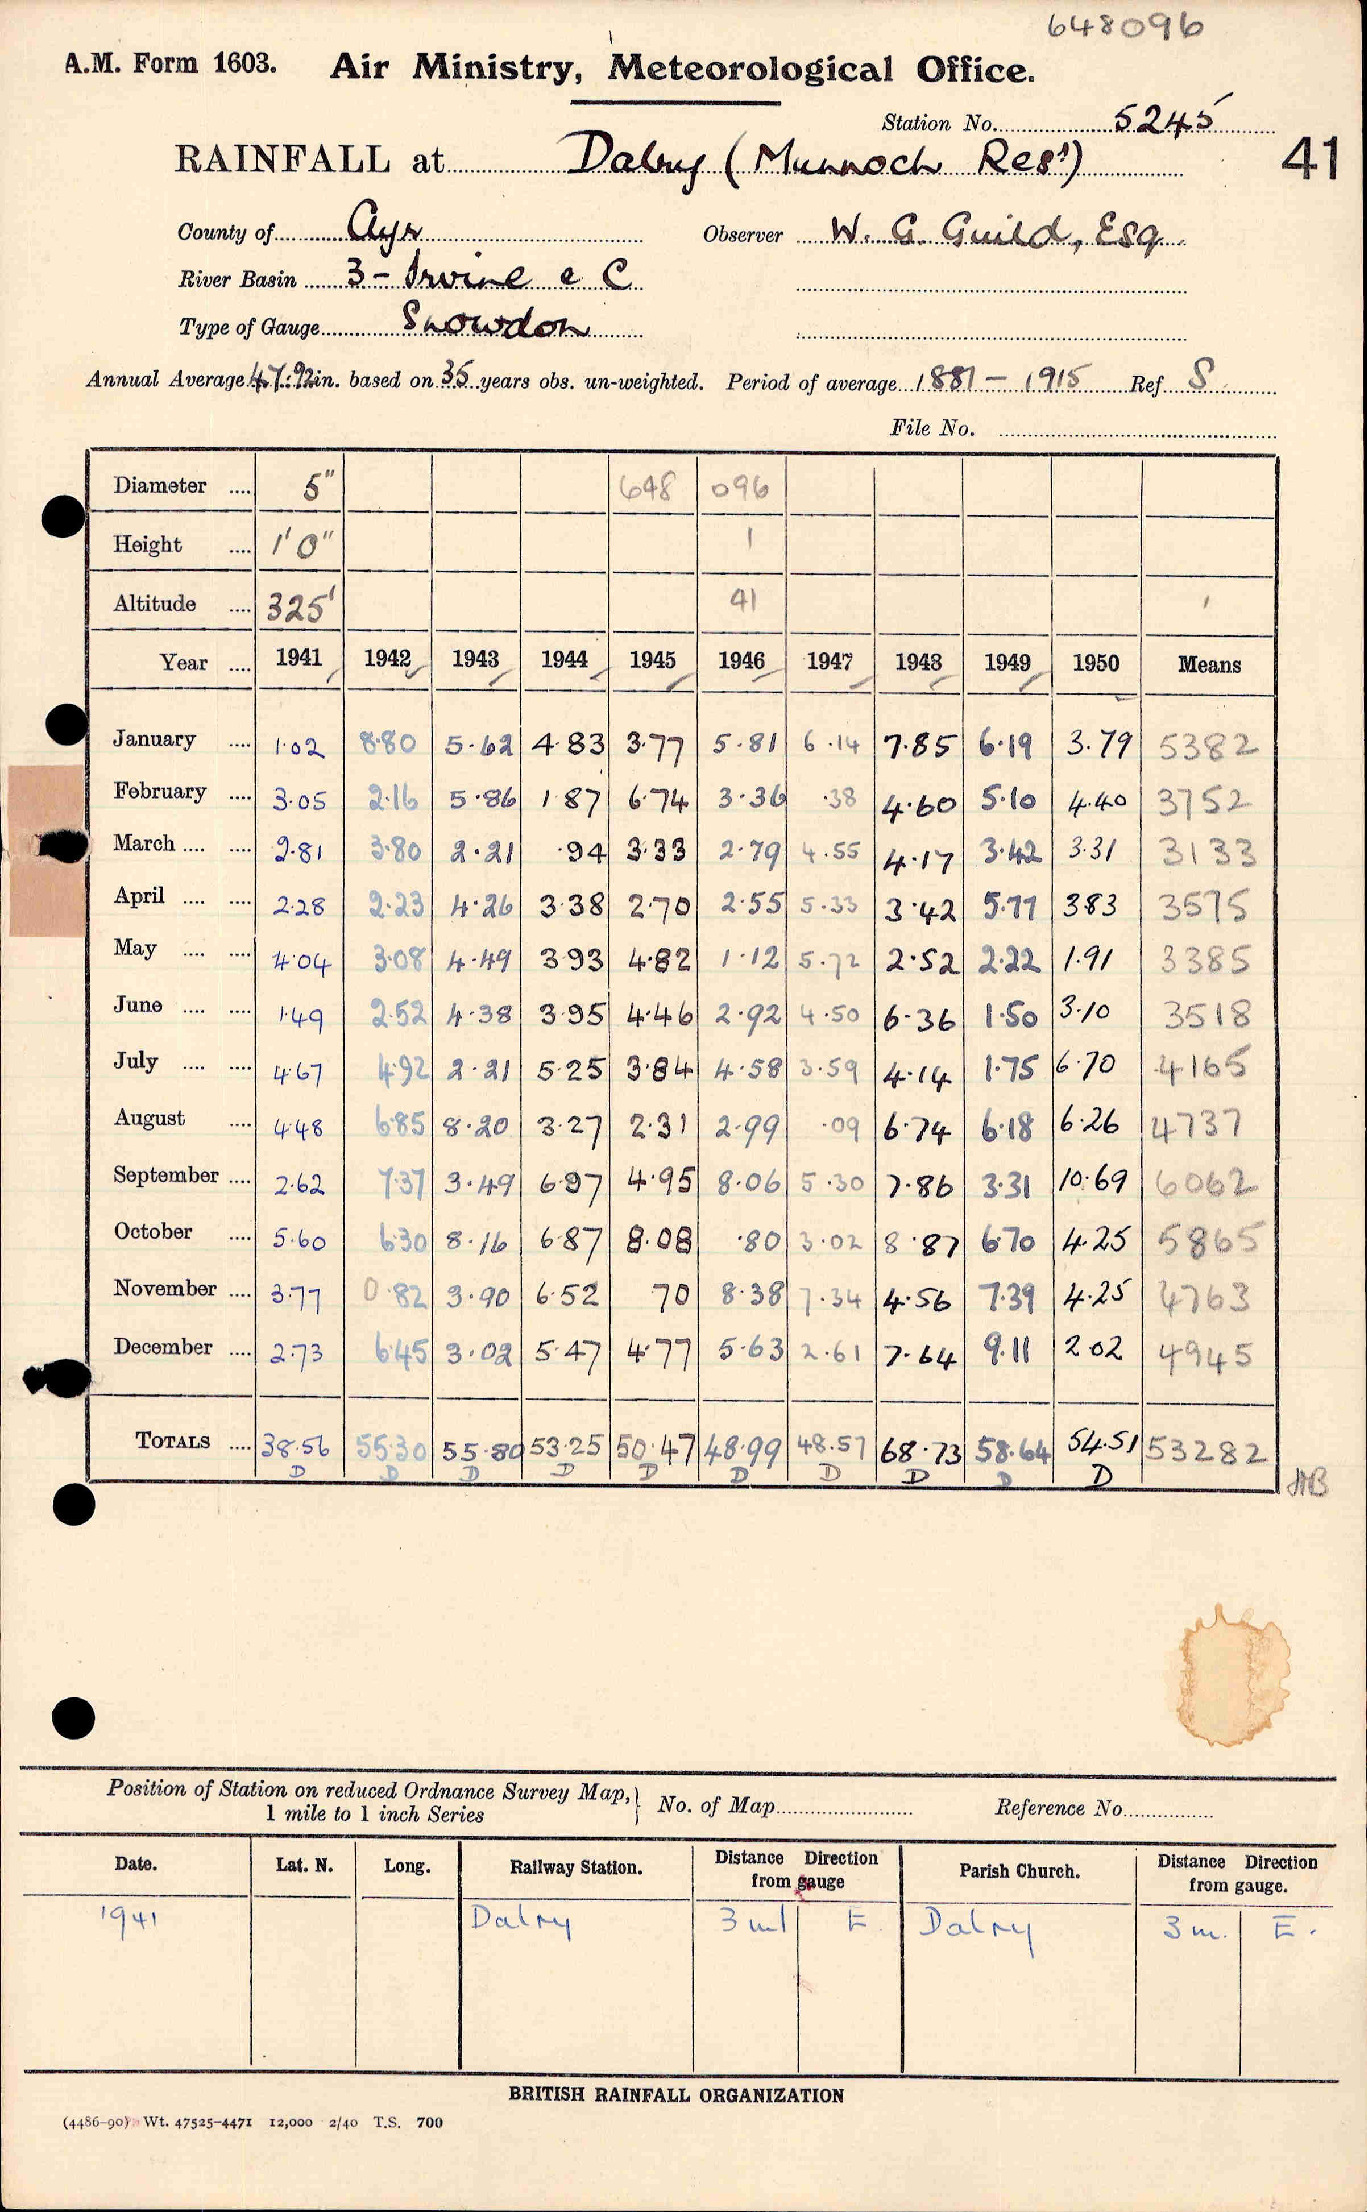 648096
A.M. Form 1603. Air Ministry, Meteorological Office.
Station No. 5245
RAINFALL at Dalry (Munnoch Resr) 41
County of Ayr Observer W. G. Guild, Esq
River Basin 3 - Irvine & C
Type of Gauge Snowdon
Annual Average 47.92 in. based on 35 years obs. un-weighted. Period of average 1881 - 1915 Ref. S
File No.
Diameter .... 5" 648 096
Height .... 1'0" 1
Altitude .... 325' 41
Year .... 1941 1942 1943 1944 1945 1946 1947 1948 1949 1950 Means
January .... 1.02 8.80 5.62 4.83 3.77 5.81 6.14 7.85 6.19 3.79 5382
February .... 3.05 2.16 5.86 1.87 6.74 3.36 .38 4.60 5.10 4.40 3752
March .... .... 2.81 3.80 2.21 .94 3.33 2.79 4.55 4.17 3.42 3.31 3133
April .... .... 2.28 2.23 4.26 3.38 2.70 2.55 5.33 3.42 5.77 3.83 3575
May .... .... 4.04 3.08 4.49 3.93 4.82 1.12 5.72 2.52 2.22 1.91 3385
June .... .... 1.49 2.52 4.38 3.95 4.46 2.92 4.50 6.36 1.50 3.10 3518
July .... .... 4.67 4.92 2.21 5.25 3.84 4.58 3.59 4.14 1.75 6.70 4165
August .... 4.48 6.85 8.20 3.27 2.31 2.99 .09 6.74 6.18 6.26 4737
September .... 2.62 7.37 3.49 6.97 4.95 8.06 5.30 7.86 3.31 10.69 6062
October .... 5.60 6.30 8.16 6.87 8.08 .80 3.02 8.87 6.70 4.25 5865
November .... 3.77 0.82 3.90 6.52 70 8.38 7.34 4.56 7.39 4.25 4763
December .... 2.73 6.45 3.02 5.47 4.77 5.63 2.61 7.64 9.11 2.02 4945
TOTALS .... 38.56 55.30 55.80 53.25 50.47 48.99 48.57 68.73 58.64 54.51 53282
D D D D D D D D D D HB
Position of Station on reduced Ordnance Survey Map, } No. of Map Reference No.
1 mile to 1 inch Series
Date. Lat. N. Long. Railway Station. Distance Direction from gauge Parish Church. Distance Direction from gauge.
1941 Dalry 3 ml E Dalry 3 m. E.
BRITISH RAINFALL ORGANIZATION
(4486-90) Wt. 47525-4471 12,000 2/40 T.S. 700